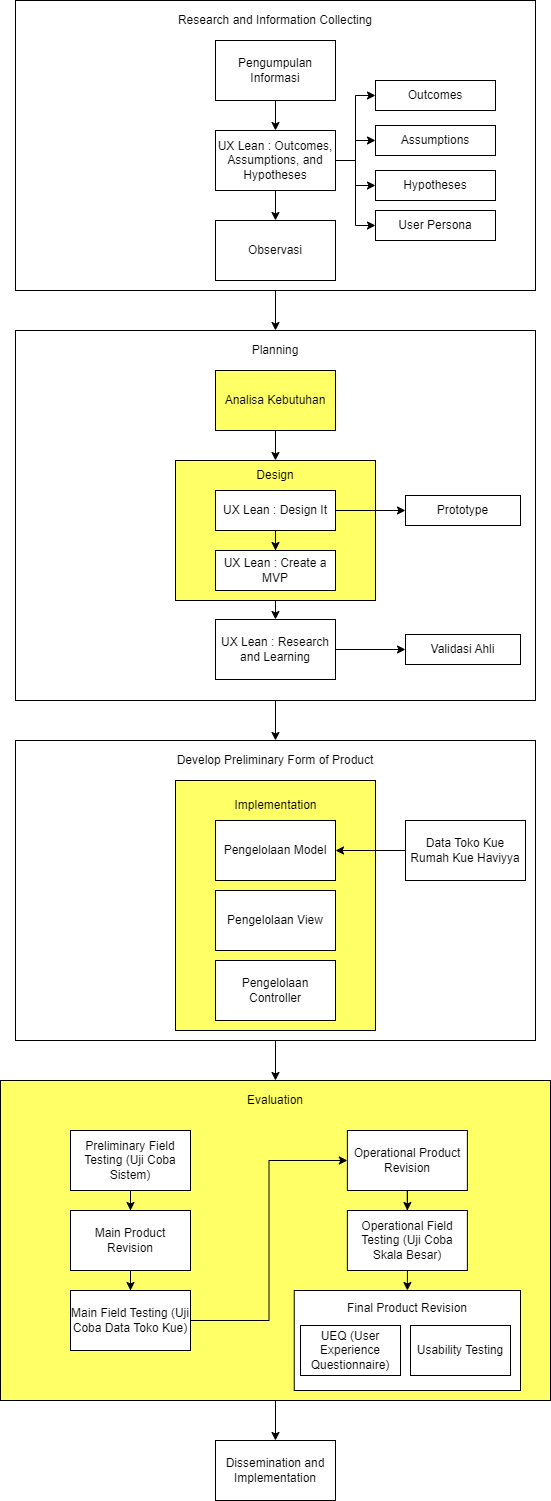 Research and Information Collecting
Pengumpulan
Informasi
UX Lean : Outcomes,
Assumptions, and
Hypotheses
Outcomes
Assumptions
Hypotheses
User Persona
Observasi
Planning
Analisa Kebutuhan
Design
UX Lean : Design It
Prototype
UX Lean : Create a
MVP
UX Lean : Research
and Learning
Validasi Ahli
Develop Preliminary Form of Product
Implementation
Pengelolaan Model
Data Toko Kue
Rumah Kue Haviyya
Pengelolaan View
Pengelolaan
Controller
Evaluation
Preliminary Field
Testing (Uji Coba
Sistem)
Main Product
Revision
Main Field Testing (Uji
Coba Data Toko Kue)
Operational Product
Revision
Operational Field
Testing (Uji Coba
Skala Besar)
Final Product Revision
UEQ (User
Experience
Questionnaire)
Usability Testing
Dissemination and
Implementation